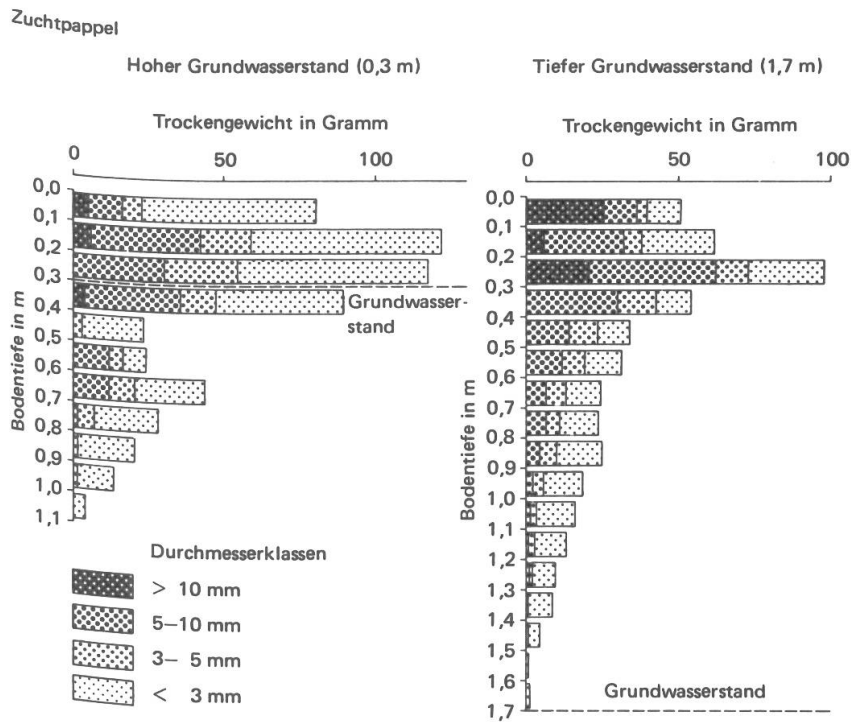 Zuchtpappel
Hoher Grundwasserstand (0,3 m)
Trockengewicht in Gramm
0 50 100
0,0
0,1
0,2
0,3
0,4
0,5
0,6
0,7
0,8
0,9
1,0
1,1
Bodentiefe in m
Grundwasser-
stand
Durchmesserklassen
> 10 mm
5–10 mm
3– 5 mm
< 3 mm
Tiefer Grundwasserstand (1,7 m)
Trockengewicht in Gramm
0 50 100
0,0
0,1
0,2
0,3
0,4
0,5
0,6
0,7
0,8
0,9
1,0
1,1
1,2
1,3
1,4
1,5
1,6
1,7
Bodentiefe in m
Grundwasserstand